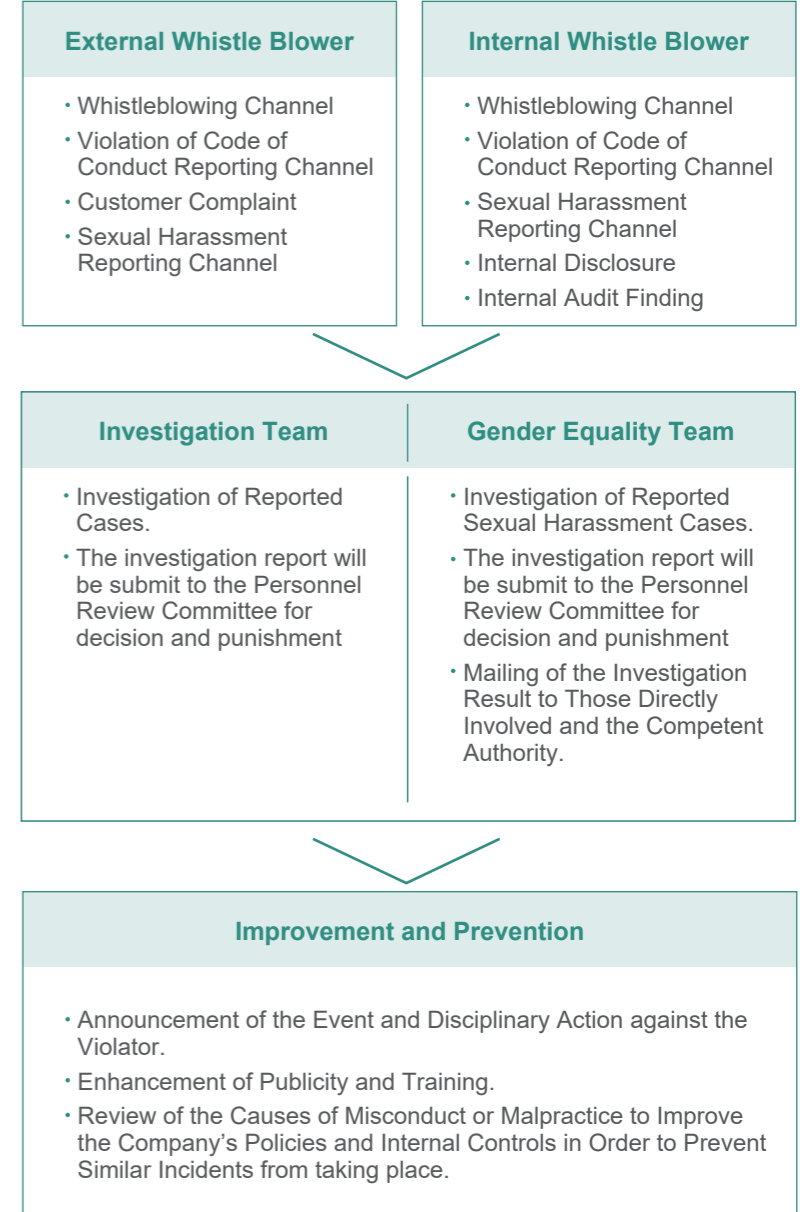 External Whistle Blower
· Whistleblowing Channel
· Violation of Code of
Conduct Reporting Channel
· Customer Complaint
· Sexual Harassment
Reporting Channel
Internal Whistle Blower
· Whistleblowing Channel
· Violation of Code of
Conduct Reporting Channel
· Sexual Harassment
Reporting Channel
· Internal Disclosure
· Internal Audit Finding
Investigation Team
· Investigation of Reported
Cases.
· The investigation report will
be submit to the Personnel
Review Committee for
decision and punishment
Gender Equality Team
· Investigation of Reported
Sexual Harassment Cases.
· The investigation report will
be submit to the Personnel
Review Committee for
decision and punishment
· Mailing of the Investigation
Result to Those Directly
Involved and the Competent
Authority.
Improvement and Prevention
· Announcement of the Event and Disciplinary Action against the
Violator.
· Enhancement of Publicity and Training.
· Review of the Causes of Misconduct or Malpractice to Improve
the Company’s Policies and Internal Controls in Order to Prevent
Similar Incidents from taking place.